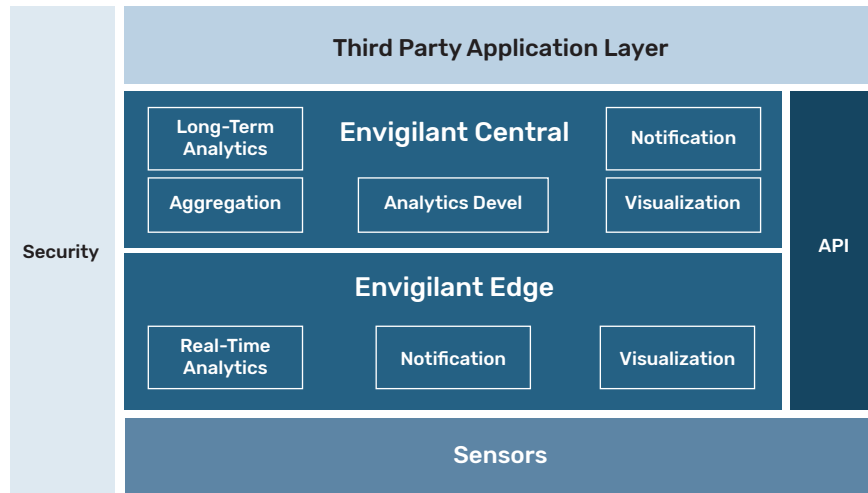 Third Party Application Layer
Security
Envigilant Central
Long-Term
Analytics
Notification
Aggregation
Analytics Devel
Visualization
API
Envigilant Edge
Real-Time
Analytics
Notification
Visualization
Sensors